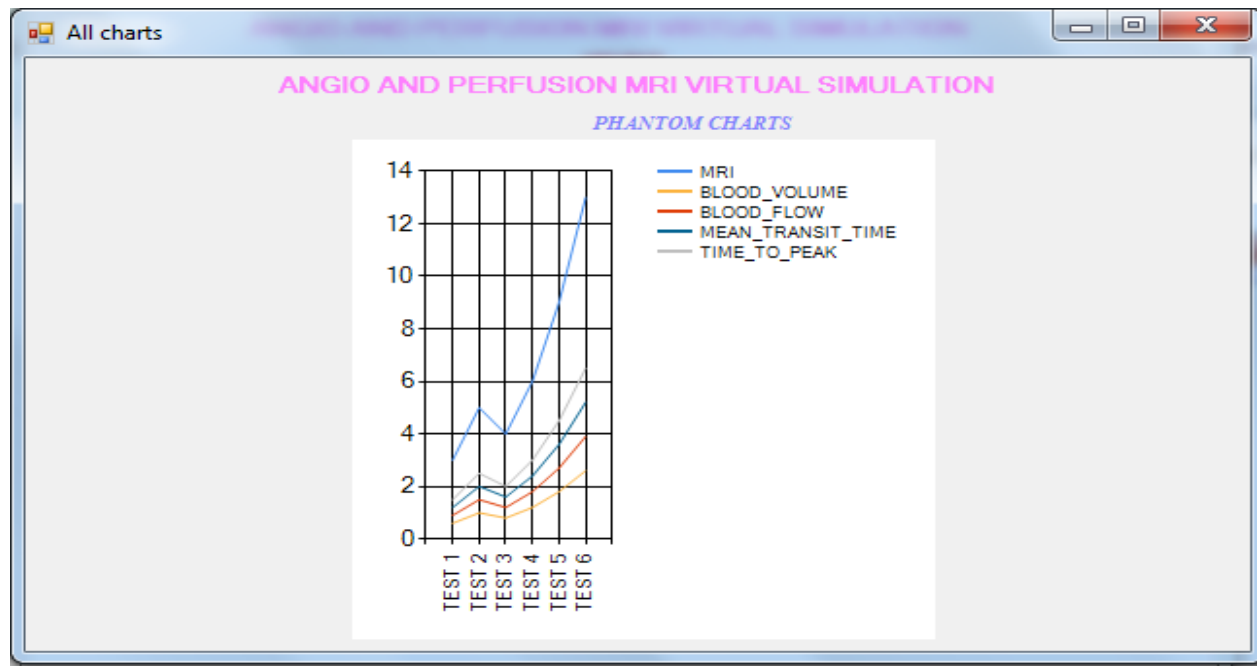 All charts
ANGIO AND PERFUSION MRI VIRTUAL SIMULATION
PHANTOM CHARTS
14
12
10
8
6
4
2
0
TEST 1
TEST 2
TEST 3
TEST 4
TEST 5
TEST 6
MRI
BLOOD_VOLUME
BLOOD_FLOW
MEAN_TRANSIT_TIME
TIME_TO_PEAK